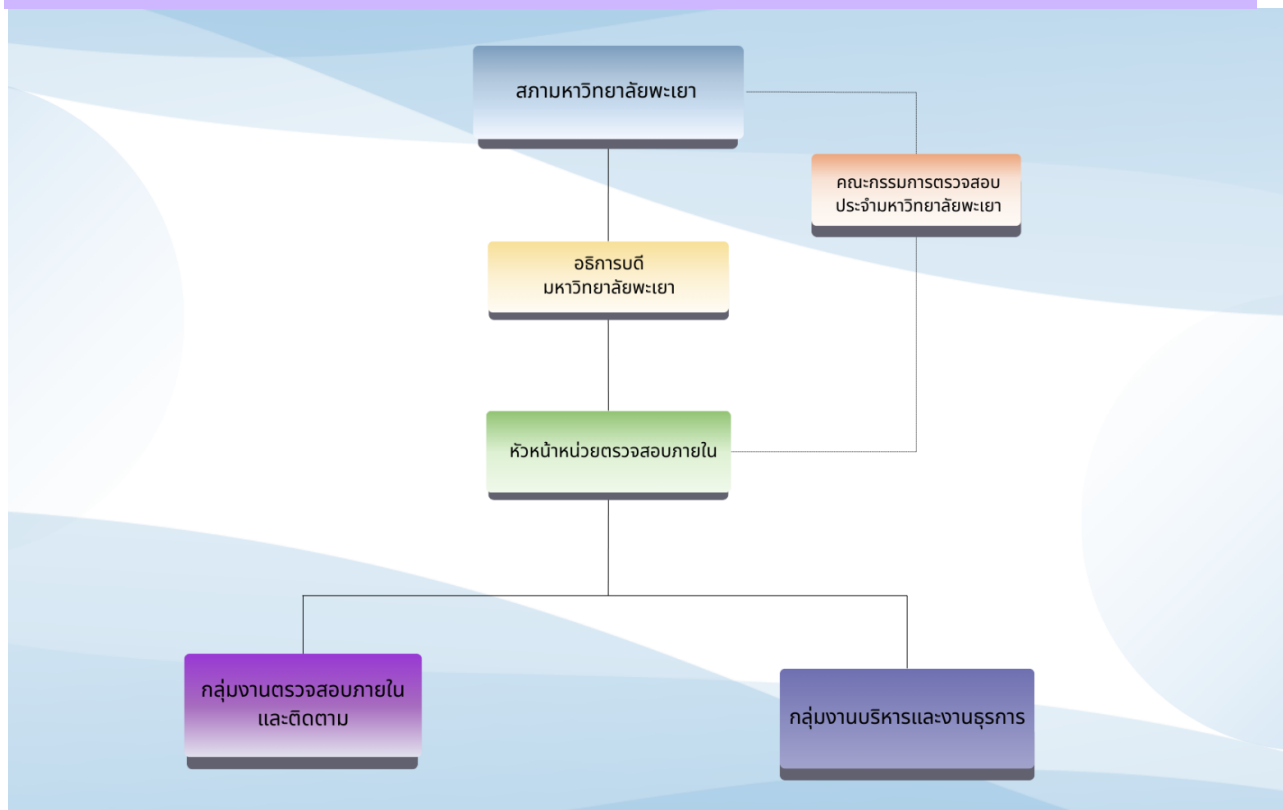 สภามหาวิทยาลัยพะเยา
คณะกรรมการตรวจสอบ
ประจำมหาวิทยาลัยพะเยา
อธิการบดี
มหาวิทยาลัยพะเยา
หัวหน้าหน่วยตรวจสอบภายใน
กลุ่มงานตรวจสอบภายใน
และติดตาม
กลุ่มงานบริหารและงานธุรการ